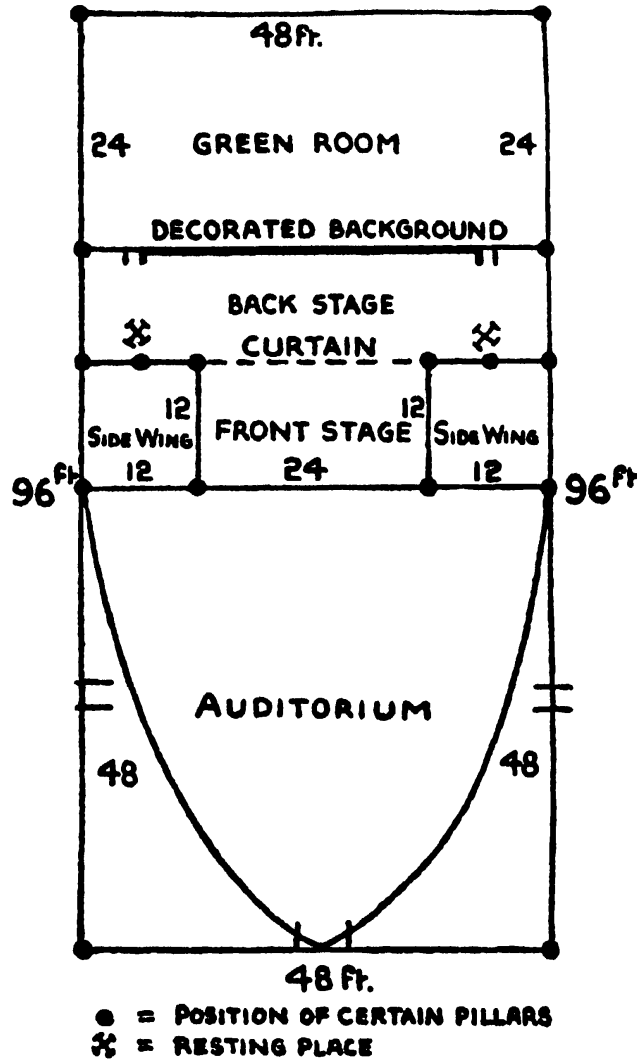 48 ft.
24 GREEN ROOM 24
DECORATED BACKGROUND
BACK STAGE
CURTAIN
12 12
SIDE WING FRONT STAGE SIDE WING
12 24 12
96 ft 96 ft
AUDITORIUM
48 48
48 ft.
= POSITION OF CERTAIN PILLARS
= RESTING PLACE